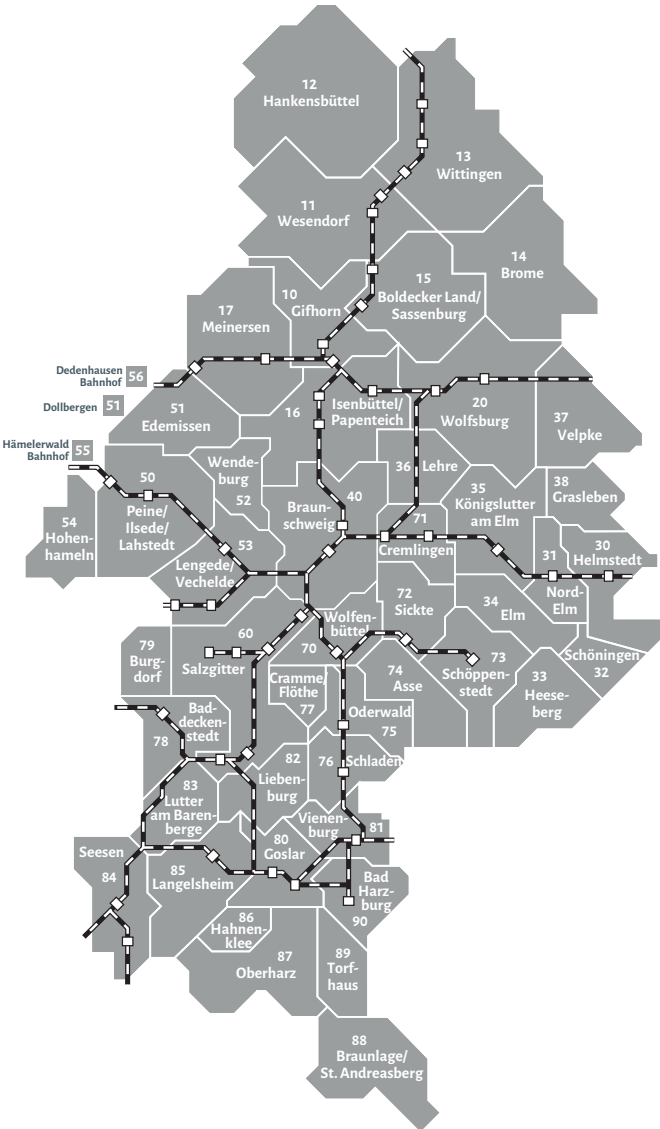 12
Hankensbüttel
13
Wittingen
11
Wesendorf
14
Brome
15
Boldecker Land/
Sassenburg
10
Gifhorn
17
Meinersen
Dedenhausen
Bahnhof
56
Dollbergen
51
51
Edemissen
16
Isenbüttel/
Papenteich
20
Wolfsburg
37
Velpke
Hämelerwald
Bahnhof
55
50
Peine/
Ilsede/
Lahstedt
Wende-
burg
52
36 Lehre
35
Königslutter
am Elm
38
Grasleben
40
Braun-
schweig
54
Hohen-
hameln
53
Lengede/
Vechelde
71
Cremlingen
31
Nord-
Elm
30
Helmstedt
72
Sickte
34 Elm
60
Salzgitter
Wolfen-
büttel
70
79
Burg-
dorf
73
Schöppen-
stedt
74
Asse
33
Heese-
berg
Schöningen
32
Cramme/
Flöthe
77
Oderwald
75
Bad-
decken-
stedt
78
82
Lieben-
burg
76
Schladen
83
Lutter
am Baren-
berge
Vienen-
burg
81
80
Goslar
Seesen
84
85
Langelsheim
Bad
Harz-
burg
90
86
Hahnen-
klee
87
Oberharz
89
Torf-
haus
88
Braunlage/
St. Andreasberg